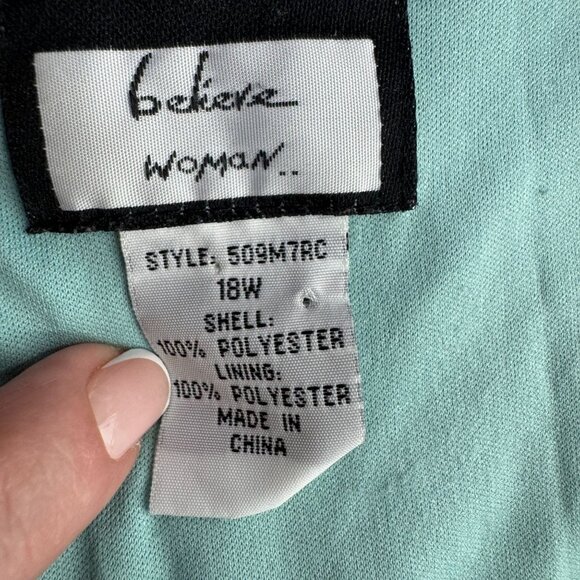 believe
WOMAN..
STYLE: 509M7RC
18W
SHELL:
100% POLYESTER
LINING:
100% POLYESTER
MADE IN
CHINA